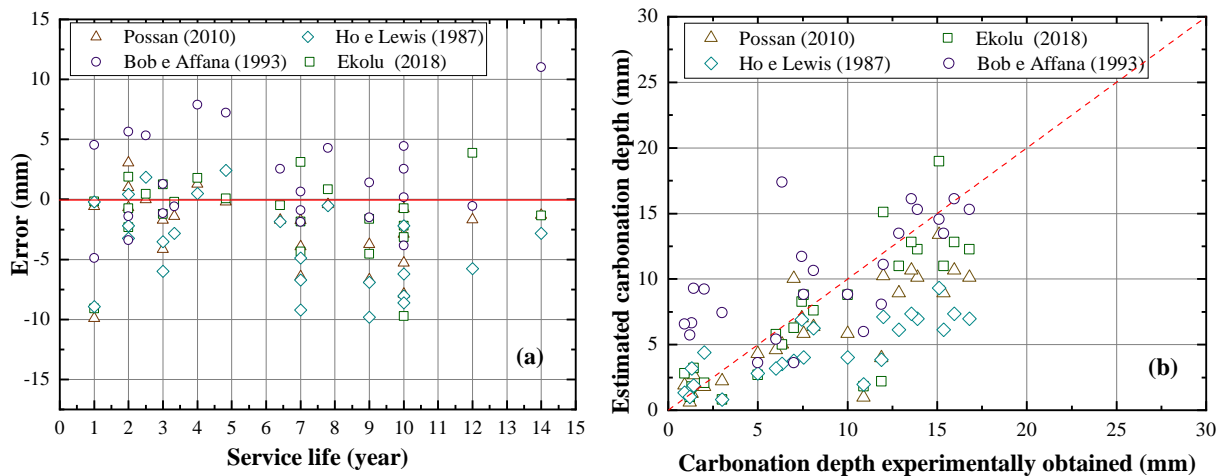 15
10
5
0
-5
-10
-15
Error (mm)
Possan (2010)
Ho e Lewis (1987)
Bob e Affana (1993)
Ekolu (2018)
(a)
0 1 2 3 4 5 6 7 8 9 10 11 12 13 14 15
Service life (year)
30
25
20
15
10
5
0
Estimated carbonation depth (mm)
Possan (2010)
Ekolu (2018)
Ho e Lewis (1987)
Bob e Affana (1993)
(b)
0 5 10 15 20 25 30
Carbonation depth experimentally obtained (mm)